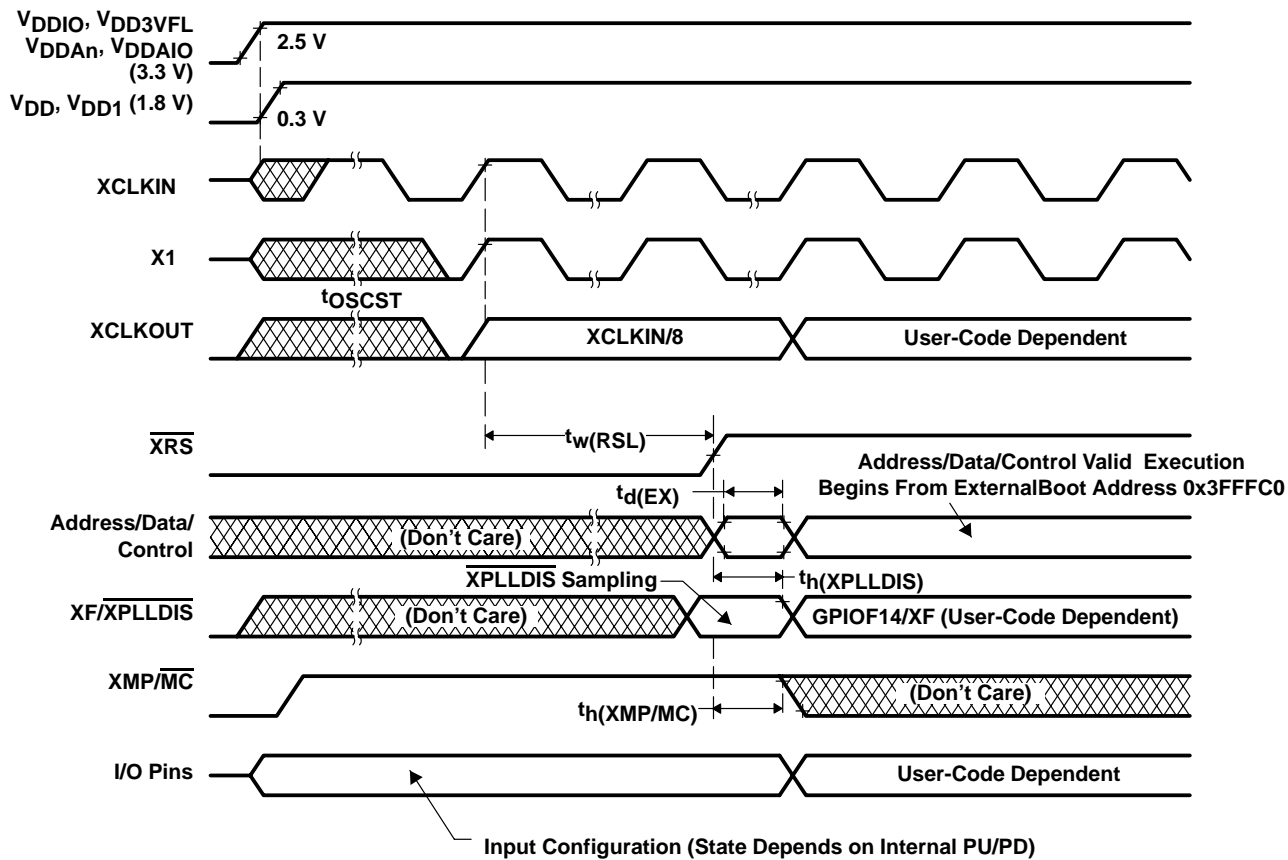 VDDIO, VDD3VFL
VDDAn, VDDAIO
(3.3 V)
2.5 V
VDD, VDD1 (1.8 V)
0.3 V
XCLKIN
X1
tOSCST
XCLKOUT
XCLKIN/8
User-Code Dependent
XRS
tw(RSL)
Address/Data/Control Valid Execution
Begins From ExternalBoot Address 0x3FFFC0
td(EX)
Address/Data/
Control
(Don't Care)
XPLLDIS Sampling
th(XPLLDIS)
XF/XPLLDIS
(Don't Care)
GPIOF14/XF (User-Code Dependent)
XMP/MC
(Don't Care)
th(XMP/MC)
I/O Pins
User-Code Dependent
Input Configuration (State Depends on Internal PU/PD)